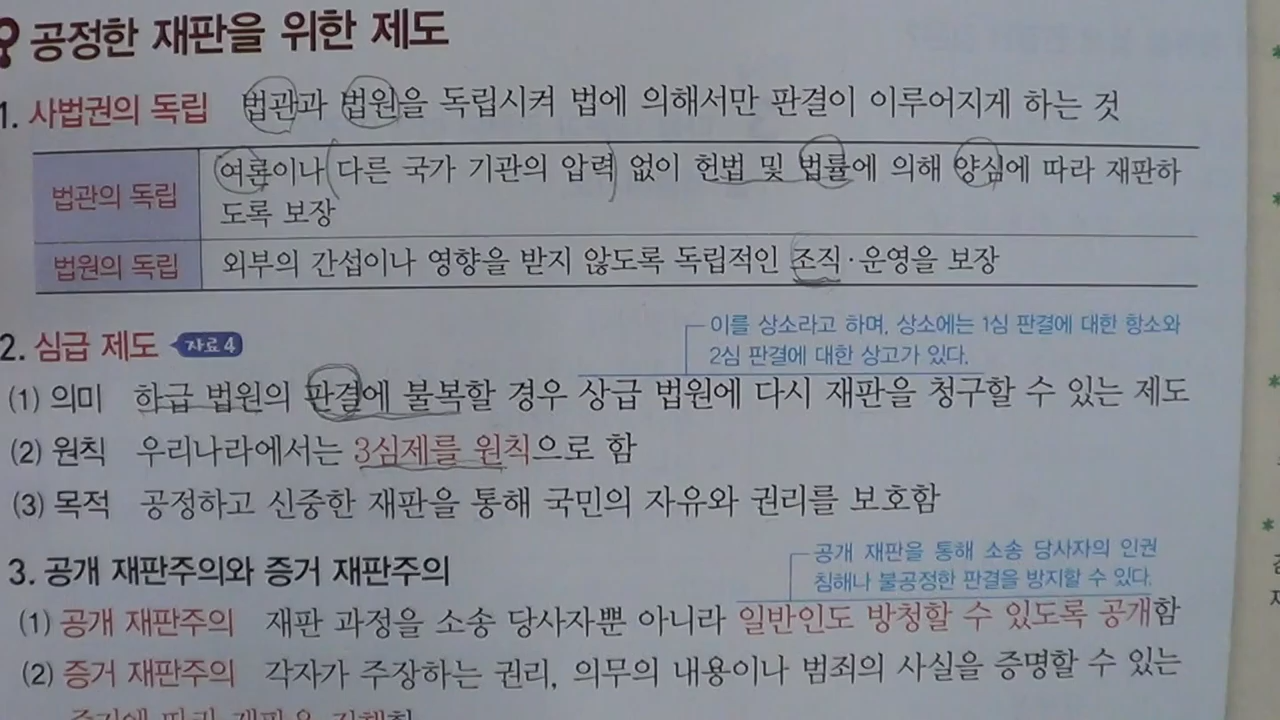 공정한 재판을 위한 제도
1. 사법권의 독립 법관과 법원을 독립시켜 법에 의해서만 판결이 이루어지게 하는 것
법관의 독립 여론이나 다른 국가 기관의 압력 없이 헌법 및 법률에 의해 양심에 따라 재판하
도록 보장
법원의 독립 외부의 간섭이나 영향을 받지 않도록 독립적인 조직·운영을 보장
2. 심급 제도 자료 4
이를 상소라고 하며, 상소에는 1심 판결에 대한 항소와
2심 판결에 대한 상고가 있다.
(1) 의미 하급 법원의 판결에 불복할 경우 상급 법원에 다시 재판을 청구할 수 있는 제도
(2) 원칙 우리나라에서는 3심제를 원칙으로 함
(3) 목적 공정하고 신중한 재판을 통해 국민의 자유와 권리를 보호함
3. 공개 재판주의와 증거 재판주의
공개 재판을 통해 소송 당사자의 인권
침해나 불공정한 판결을 방지할 수 있다.
(1) 공개 재판주의 재판 과정을 소송 당사자뿐 아니라 일반인도 방청할 수 있도록 공개함
(2) 증거 재판주의 각자가 주장하는 권리, 의무의 내용이나 범죄의 사실을 증명할 수 있는